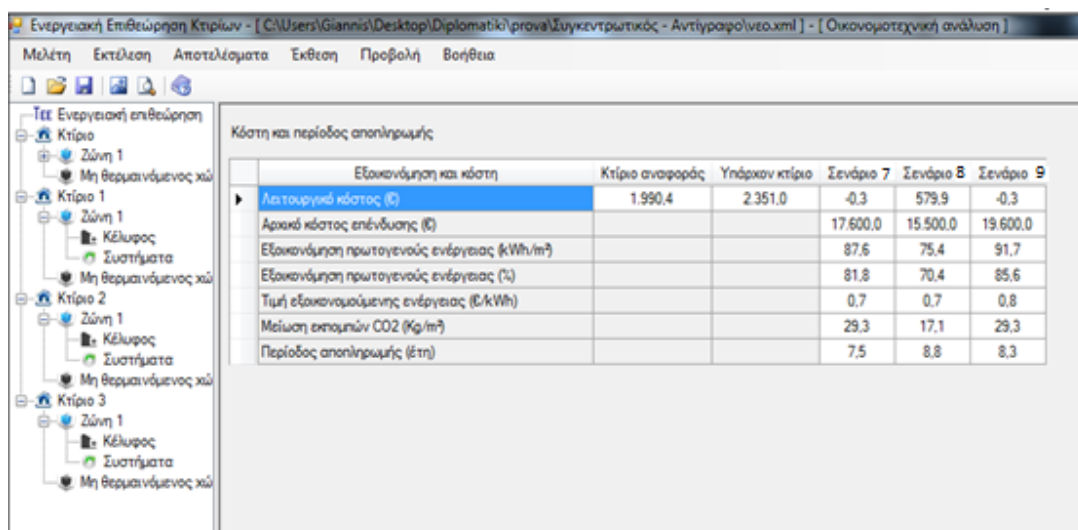 Ενεργειακή Επιθεώρηση Κτιρίων - [ C:\Users\Giannis\Desktop\Diplomatiki\prova\Συγκεντρωτικός - Αντίγραφο\νεο.xml ] - [ Οικονομοτεχνική ανάλυση ]
Μελέτη Εκτέλεση Αποτελέσματα Έκθεση Προβολή Βοήθεια
ΤΕΕ Ενεργειακή επιθεώρηση
Κτίριο
Ζώνη 1
Μη θερμαινόμενος χώ
Κτίριο 1
Ζώνη 1
Κέλυφος
Συστήματα
Μη θερμαινόμενος χώ
Κτίριο 2
Ζώνη 1
Κέλυφος
Συστήματα
Μη θερμαινόμενος χώ
Κτίριο 3
Ζώνη 1
Κέλυφος
Συστήματα
Μη θερμαινόμενος χώ
Κόστη και περίοδος αποπληρωμής
Εξοικονόμηση και κόστη Κτίριο αναφοράς Υπάρχον κτίριο Σενάριο 7 Σενάριο 8 Σενάριο 9
Λειτουργικό κόστος (€) 1.990,4 2.351,0 -0,3 579,9 -0,3
Αρχικό κόστος επένδυσης (€) 17.600,0 15.500,0 19.600,0
Εξοικονόμηση πρωτογενούς ενέργειας (kWh/m²) 87,6 75,4 91,7
Εξοικονόμηση πρωτογενούς ενέργειας (%) 81,8 70,4 85,6
Τιμή εξοικονομούμενης ενέργειας (€/kWh) 0,7 0,7 0,8
Μείωση εκπομπών CO2 (Kg/m²) 29,3 17,1 29,3
Περίοδος αποπληρωμής (έτη) 7,5 8,8 8,3